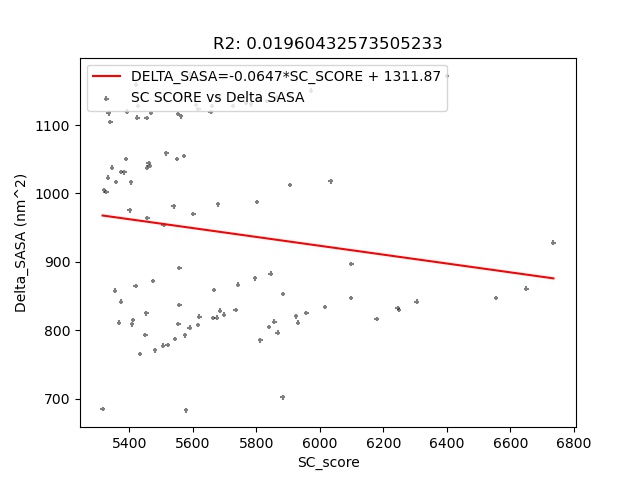 R2: 0.01960432573505233
DELTA_SASA=-0.0647*SC_SCORE + 1311.87
SC SCORE vs Delta SASA
Delta_SASA (nm^2)
1100
1000
900
800
700
5400 5600 5800 6000 6200 6400 6600 6800
SC_score